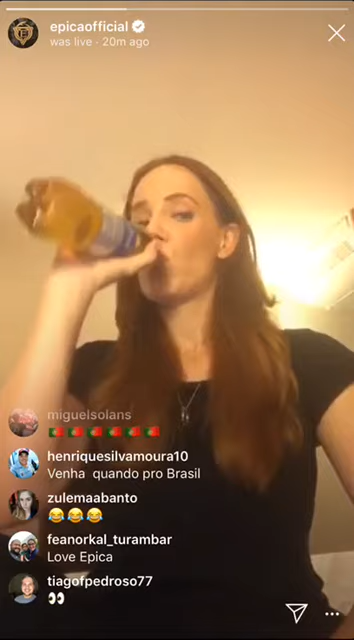 epicaofficial
was live · 20m ago
miguelsolans
🇵🇹🇵🇹🇵🇹🇵🇹🇵🇹🇵🇹
henriquesilvamoura10
Venha quando pro Brasil
zulemaabanto
😂😂😂
feanorkal_turambar
Love Epica
tiagofpedroso77
👀